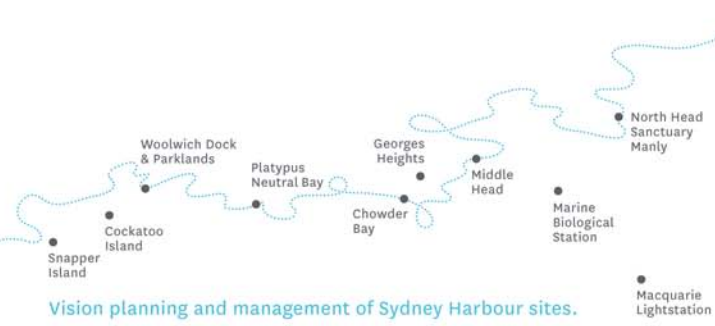 North Head
Sanctuary
Manly
Woolwich Dock
& Parklands
Georges
Heights
Platypus
Neutral Bay
Middle
Head
Chowder
Bay
Marine
Biological
Station
Cockatoo
Island
Snapper
Island
Macquarie
Lightstation
Vision planning and management of Sydney Harbour sites.